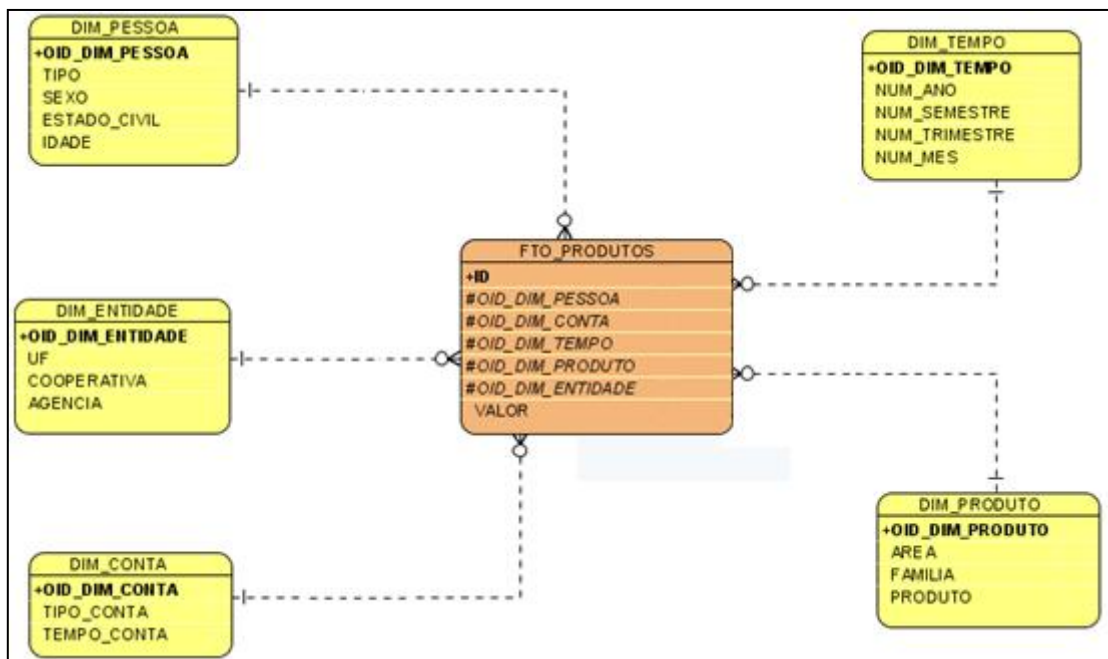 DIM_PESSOA
+OID_DIM_PESSOA
TIPO
SEXO
ESTADO_CIVIL
IDADE
DIM_TEMPO
+OID_DIM_TEMPO
NUM_ANO
NUM_SEMESTRE
NUM_TRIMESTRE
NUM_MES
FTO_PRODUTOS
+ID
#OID_DIM_PESSOA
#OID_DIM_CONTA
#OID_DIM_TEMPO
#OID_DIM_PRODUTO
#OID_DIM_ENTIDADE
VALOR
DIM_ENTIDADE
+OID_DIM_ENTIDADE
UF
COOPERATIVA
AGENCIA
DIM_CONTA
+OID_DIM_CONTA
TIPO_CONTA
TEMPO_CONTA
DIM_PRODUTO
+OID_DIM_PRODUTO
AREA
FAMILIA
PRODUTO